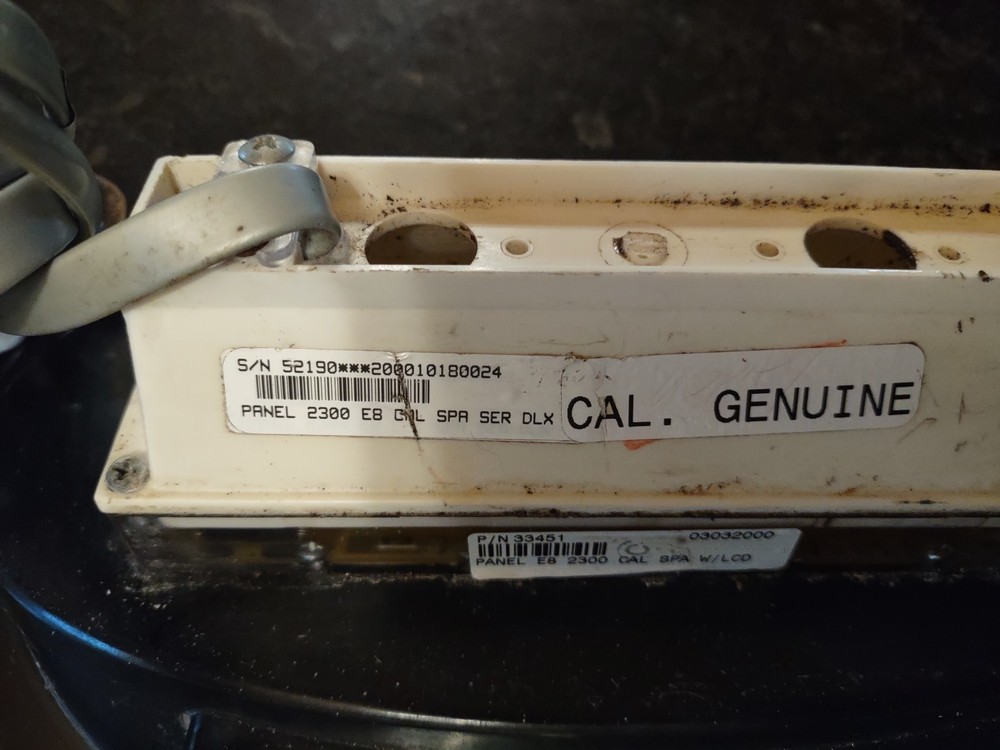 S/N 52190***200010180024
PANEL 2300 E8 CAL SPA SER DLX
CAL. GENUINE
P/N 33451 03032000
PANEL E8 2300 CAL SPA W/LCD